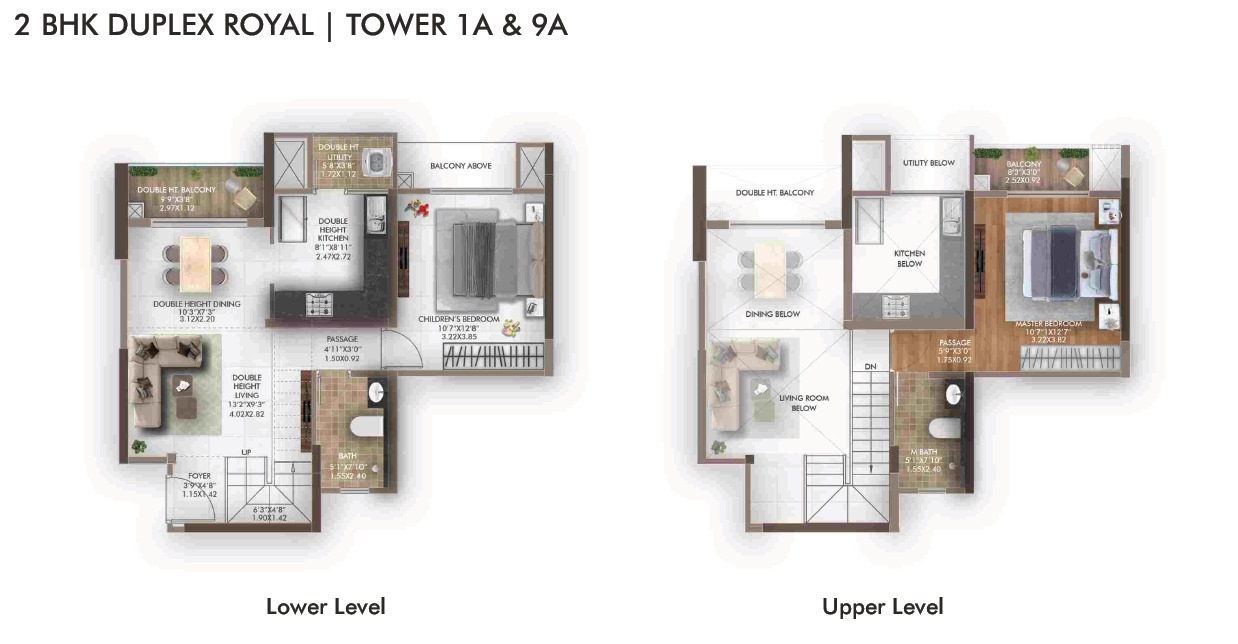 2 BHK DUPLEX ROYAL | TOWER 1A & 9A
DOUBLE HT
UTILITY
5'8"X3'8"
1.72X1.12
BALCONY ABOVE
DOUBLE HT. BALCONY
9'9"X3'8"
2.97X1.12
DOUBLE
HEIGHT
KITCHEN
8'1"X8'11"
2.47X2.72
DOUBLE HEIGHT DINING
10'3"X7'3"
3.12X2.20
CHILDREN'S BEDROOM
10'7"X12'8"
3.22X3.85
PASSAGE
4'11"X3'0"
1.50X0.92
DOUBLE
HEIGHT
LIVING
13'2"X9'3"
4.02X2.82
UP
BATH
5'1"X7'10"
1.55X2.40
FOYER
3'9"X4'8"
1.15X1.42
6'3"X4'8"
1.90X1.42
Lower Level
UTILITY BELOW
BALCONY
8'3"X3'0"
2.52X0.92
DOUBLE HT. BALCONY
KITCHEN
BELOW
DINING BELOW
MASTER BEDROOM
10'7"1X12'7"
3.22X3.82
PASSAGE
5'9"X3'0"
1.75X0.92
DN
LIVING ROOM
BELOW
M BATH
5'1"X7'10"
1.55X2.40
Upper Level